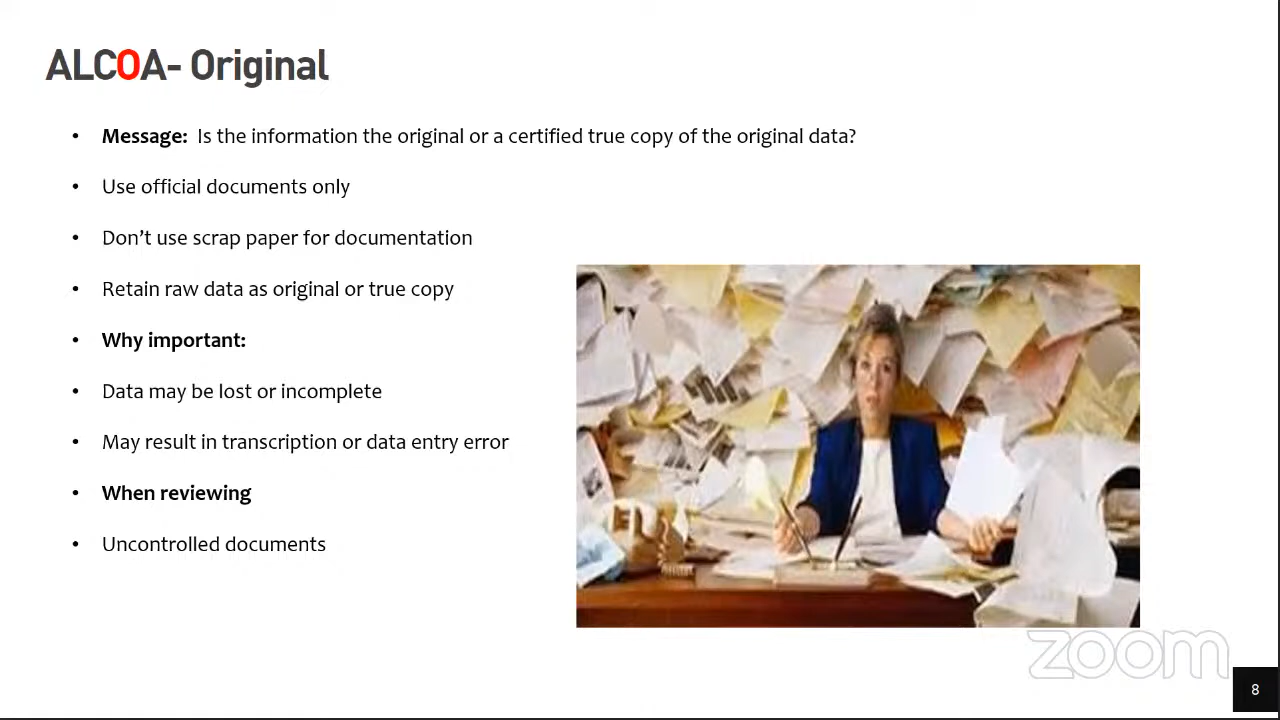 ALCOA- Original
• Message: Is the information the original or a certified true copy of the original data?
• Use official documents only
• Don’t use scrap paper for documentation
• Retain raw data as original or true copy
• Why important:
• Data may be lost or incomplete
• May result in transcription or data entry error
• When reviewing
• Uncontrolled documents
zoom
8